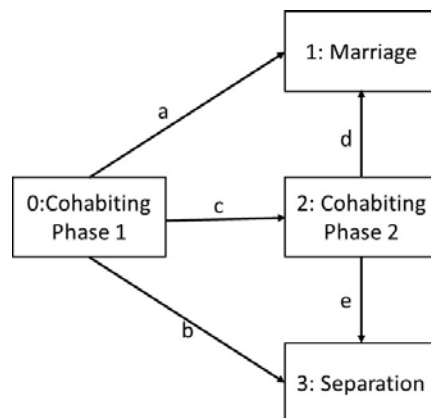 1: Marriage
a
d
0:Cohabiting
Phase 1
c
2: Cohabiting
Phase 2
b
e
3: Separation